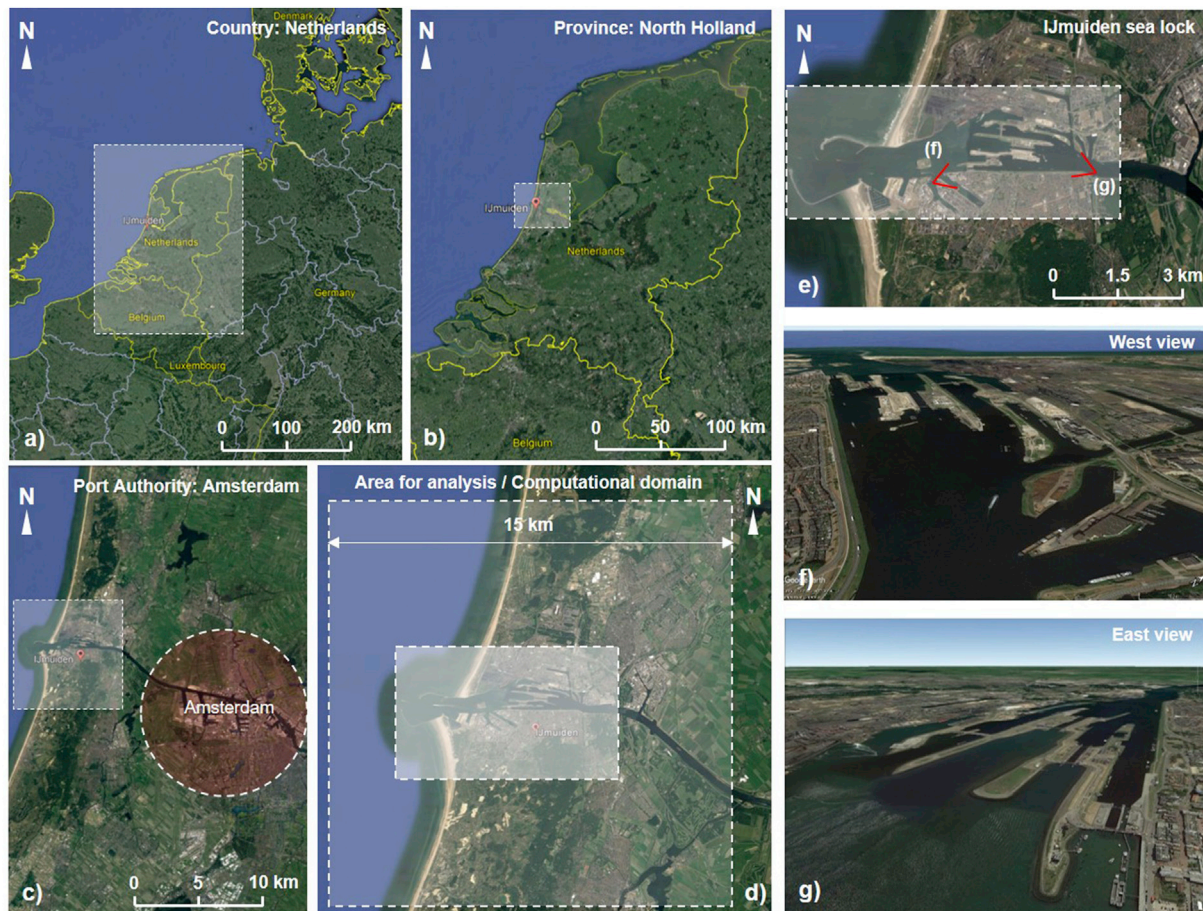 N
Country: Netherlands
Denmark
IJmuiden
Netherlands
Germany
Belgium
Luxembourg
0 100 200 km
a)
N
Province: North Holland
IJmuiden
Netherlands
Belgium
0 50 100 km
b)
N
IJmuiden sea lock
(f)
(g)
0 1.5 3 km
e)
West view
Google Earth
f)
N
Port Authority: Amsterdam
IJmuiden
Amsterdam
0 5 10 km
c)
Area for analysis / Computational domain
N
15 km
IJmuiden
d)
East view
g)